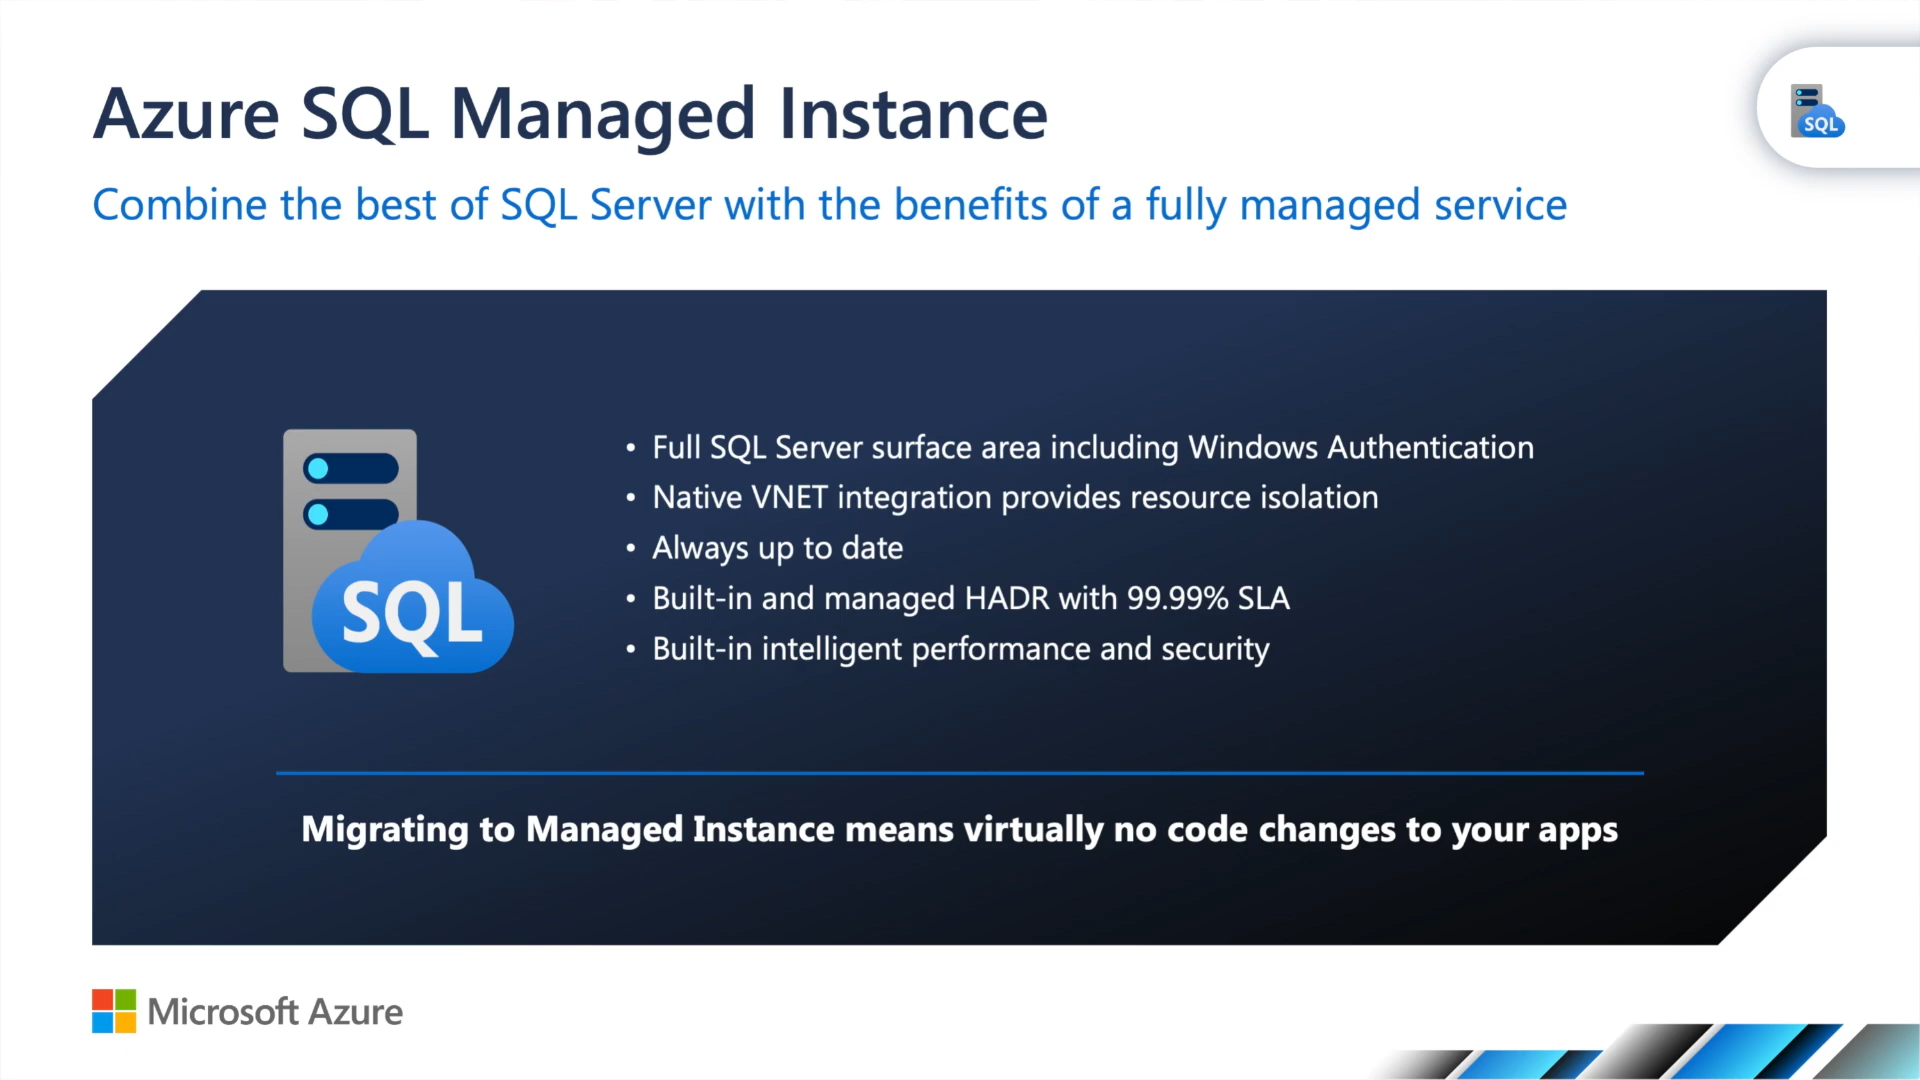 Azure SQL Managed Instance
SQL
Combine the best of SQL Server with the benefits of a fully managed service
• Full SQL Server surface area including Windows Authentication
• Native VNET integration provides resource isolation
• Always up to date
• Built-in and managed HADR with 99.99% SLA
• Built-in intelligent performance and security
SQL
Migrating to Managed Instance means virtually no code changes to your apps
Microsoft Azure